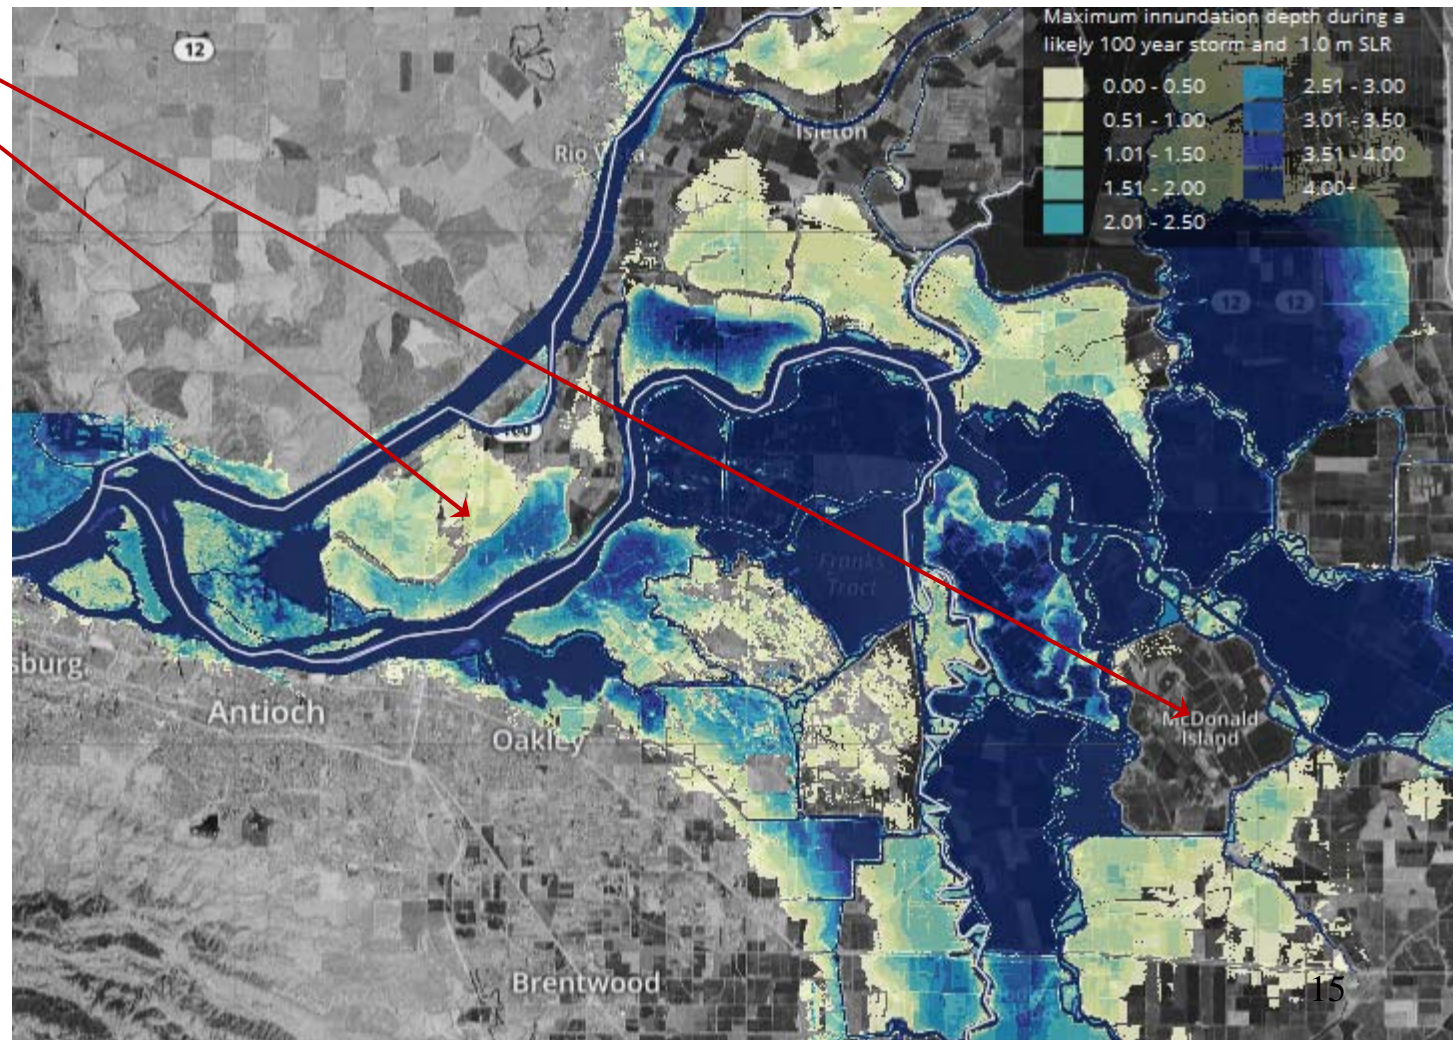 Maximum innundation depth during a
likely 100 year storm and 1.0 m SLR
0.00 - 0.50
0.51 - 1.00
1.01 - 1.50
1.51 - 2.00
2.01 - 2.50
2.51 - 3.00
3.01 - 3.50
3.51 - 4.00
4.00+
12
Isleton
Rio Vista
12
12
160
Franks
Tract
sburg
Antioch
Oakley
McDonald
Island
Brentwood
15